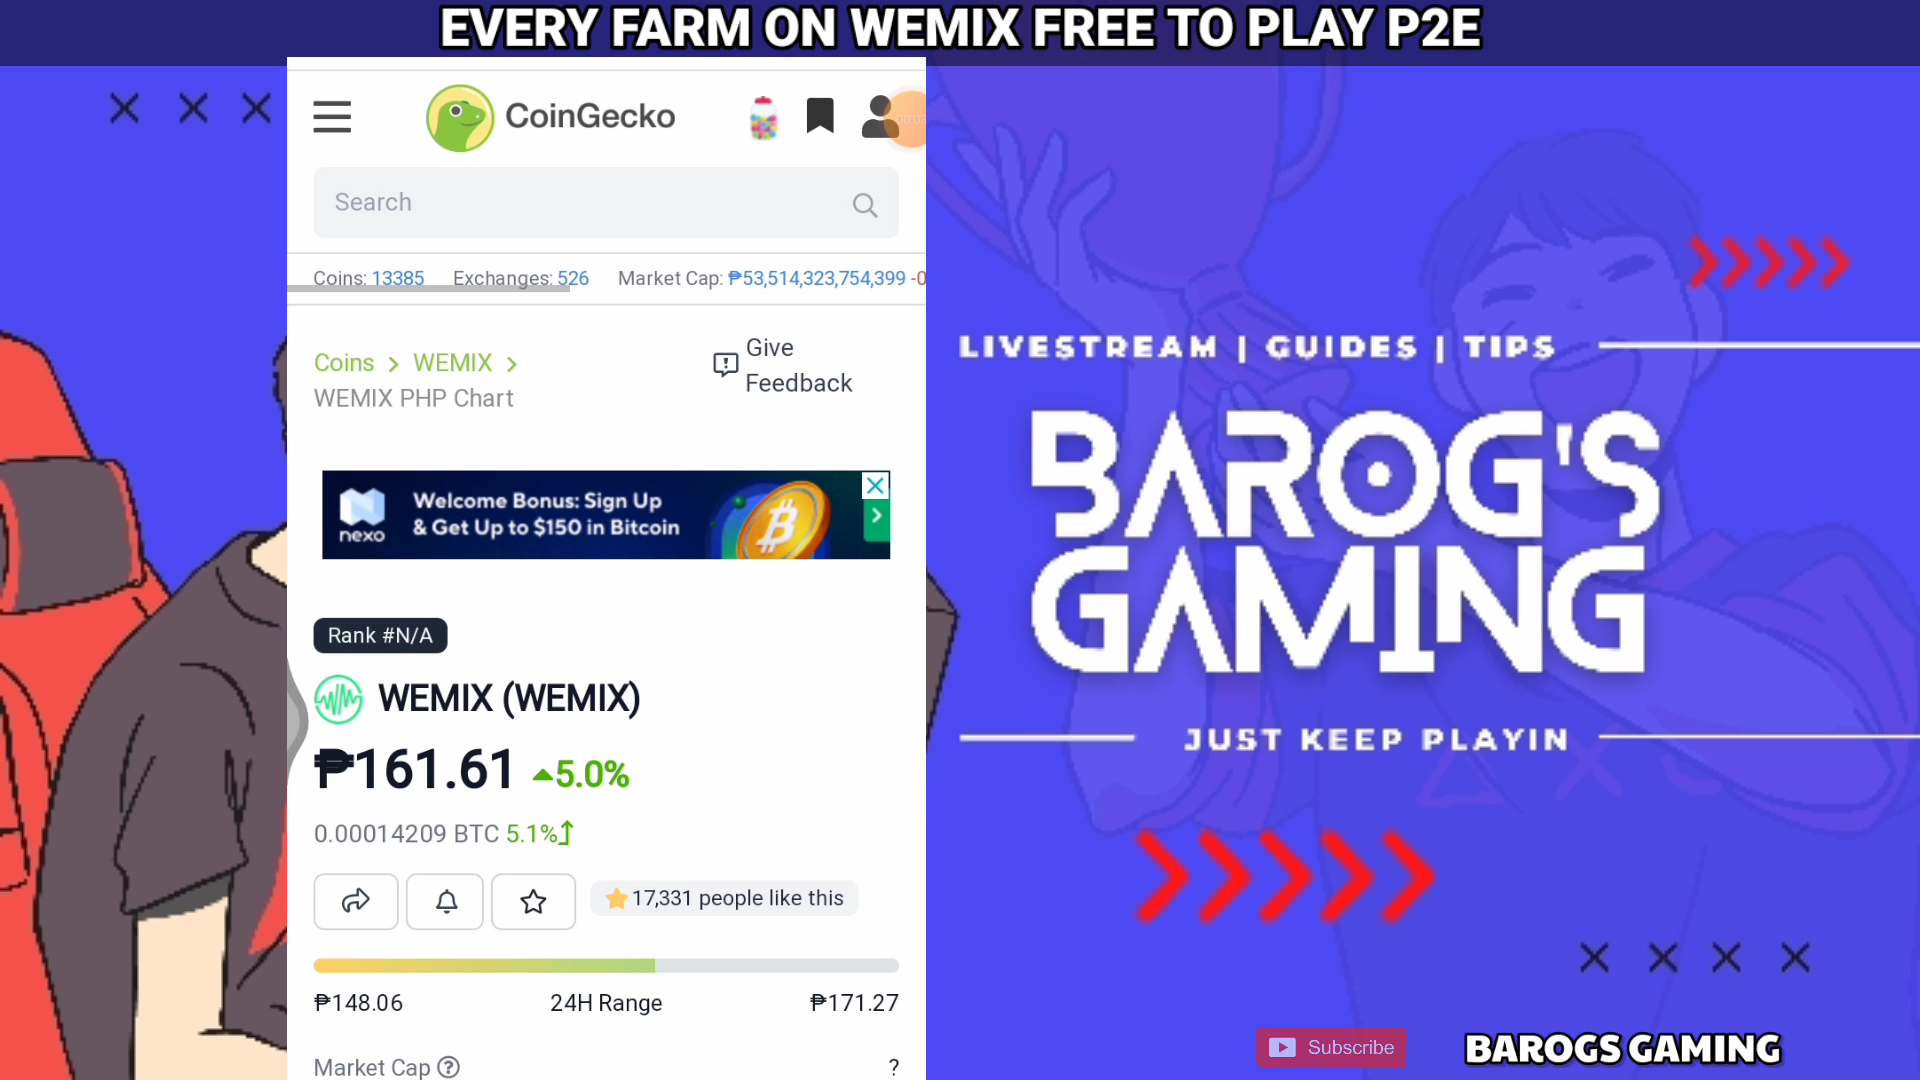 EVERY FARM ON WEMIX FREE TO PLAY P2E
CoinGecko
00:03
Search
Coins: 13385 Exchanges: 526 Market Cap: ₱53,514,323,754,399 -0
Coins > WEMIX >
WEMIX PHP Chart
Give
Feedback
nexo
Welcome Bonus: Sign Up
& Get Up to $150 in Bitcoin
Rank #N/A
WEMIX (WEMIX)
₱161.61 5.0%
0.00014209 BTC 5.1%
17,331 people like this
₱148.06 24H Range ₱171.27
Market Cap ?
LIVESTREAM | GUIDES | TIPS
BAROG'S
GAMING
JUST KEEP PLAYIN
Subscribe
BAROGS GAMING